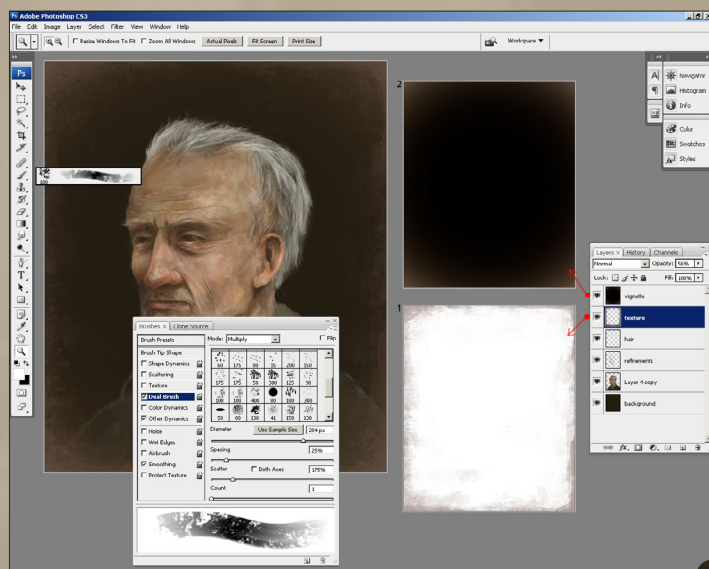 Adobe Photoshop CS3
File Edit Image Layer Select Filter View Window Help
Resize Windows To Fit Zoom All Windows Actual Pixels Fit Screen Print Size Workspace
Ps
100
2
1
Navigator
Histogram
Info
Color
Swatches
Styles
Layers × History Channels
Normal Opacity: 56%
Lock: Fill: 100%
vignette
texture
hair
refinements
Layer 4 copy
background
Brushes × Clone Source
Brush Presets Mode: Multiply Flip
Brush Tip Shape
Shape Dynamics
Scattering
Texture
Dual Brush
Color Dynamics
Other Dynamics
Noise
Wet Edges
Airbrush
Smoothing
Protect Texture
Diameter Use Sample Size 284 px
Spacing 25%
Scatter Both Axes 175%
Count 1